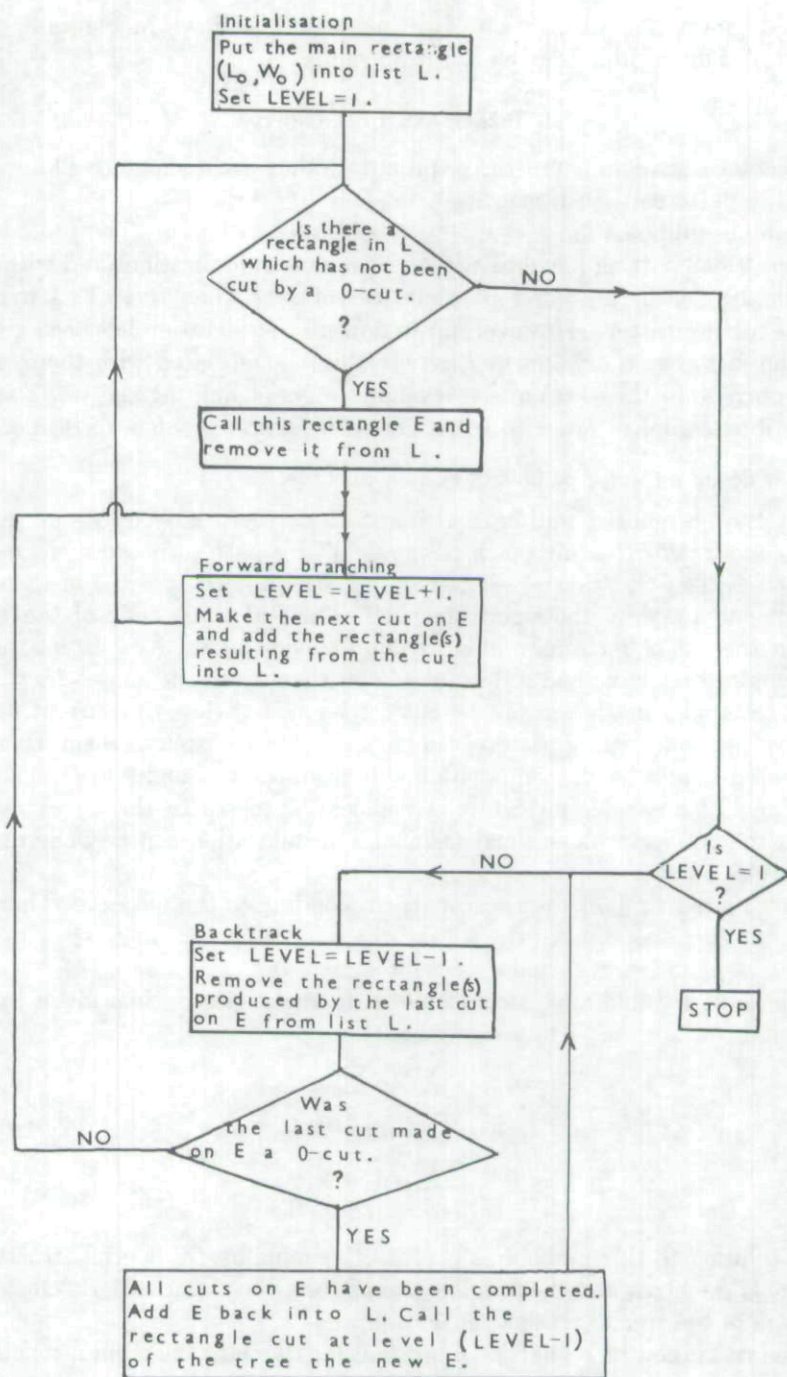 Initialisation
Put the main rectangle
(L₀,W₀) into list L.
Set LEVEL=1.
Is there a
rectangle in L
which has not been
cut by a 0-cut.
?
NO
YES
Call this rectangle E and
remove it from L.
Forward branching
Set LEVEL=LEVEL+1.
Make the next cut on E
and add the rectangle(s)
resulting from the cut
into L.
Is
LEVEL=1
?
NO
YES
STOP
Backtrack
Set LEVEL=LEVEL-1.
Remove the rectangle(s)
produced by the last cut
on E from list L.
Was
the last cut made
on E a 0-cut.
?
NO
YES
All cuts on E have been completed.
Add E back into L. Call the
rectangle cut at level (LEVEL-1)
of the tree the new E.